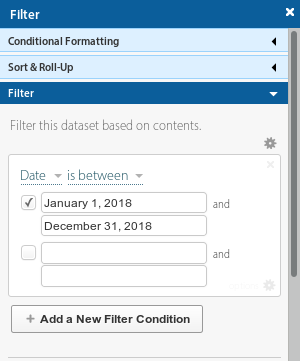 Filter
Conditional Formatting
Sort & Roll-Up
Filter
Filter this dataset based on contents.
Date is between
January 1, 2018 and
December 31, 2018
and
+ Add a New Filter Condition